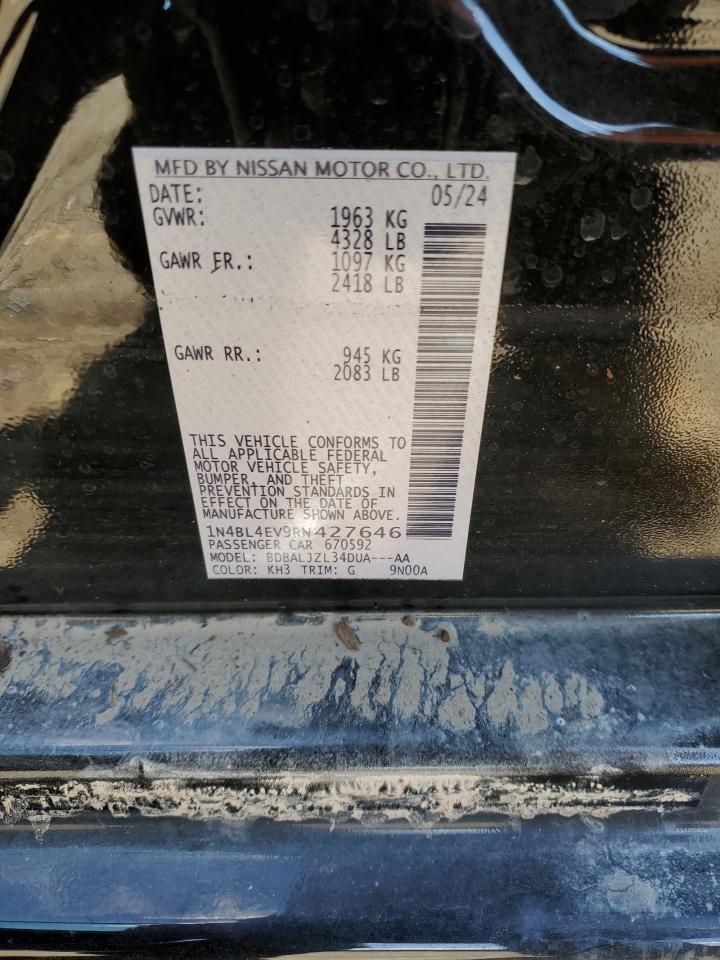 MFD BY NISSAN MOTOR CO., LTD.
DATE: 05/24
GVWR: 1963 KG
4328 LB
GAWR FR.: 1097 KG
2418 LB
GAWR RR.: 945 KG
2083 LB
THIS VEHICLE CONFORMS TO
ALL APPLICABLE FEDERAL
MOTOR VEHICLE SAFETY,
BUMPER, AND THEFT
PREVENTION STANDARDS IN
EFFECT ON THE DATE OF
MANUFACTURE SHOWN ABOVE.
1N4BL4EV9RN427646
PASSENGER CAR 670592
MODEL: BDBALJZL34DUA---AA
COLOR: KH3 TRIM: G 9N00A